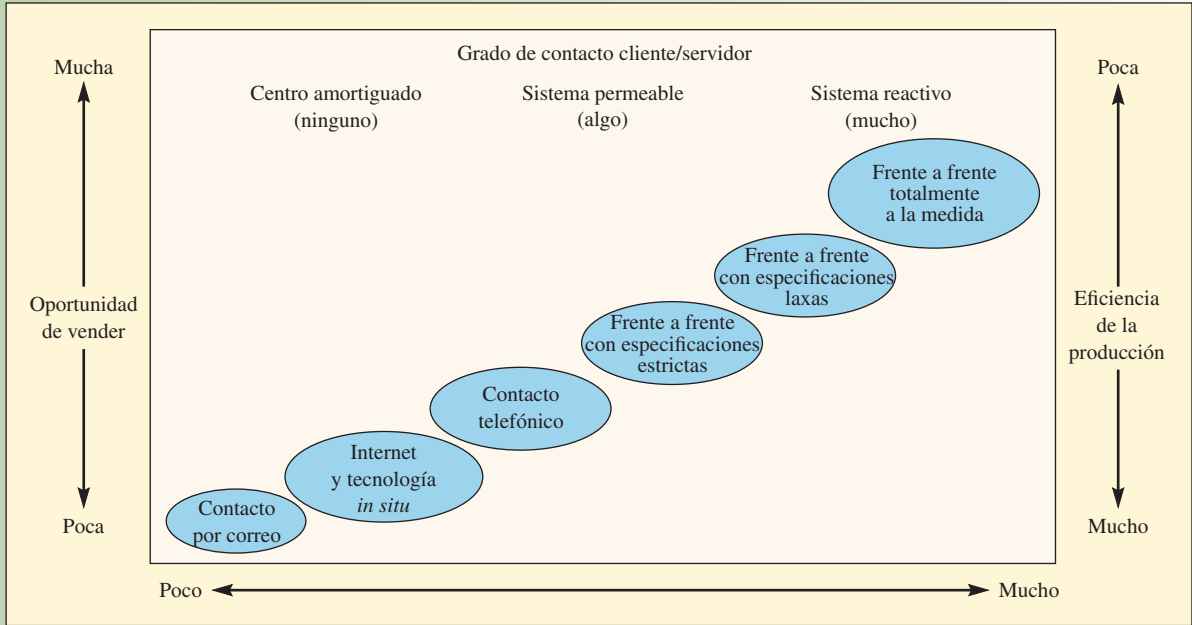 Grado de contacto cliente/servidor
Mucha
Poca
Centro amortiguado
(ninguno)
Sistema permeable
(algo)
Sistema reactivo
(mucho)
Frente a frente
totalmente
a la medida
Frente a frente
con especificaciones
laxas
Oportunidad
de vender
Eficiencia
de la
producción
Frente a frente
con especificaciones
estrictas
Contacto
telefónico
Internet
y tecnología
in situ
Contacto
por correo
Poca
Mucho
Poco
Mucho